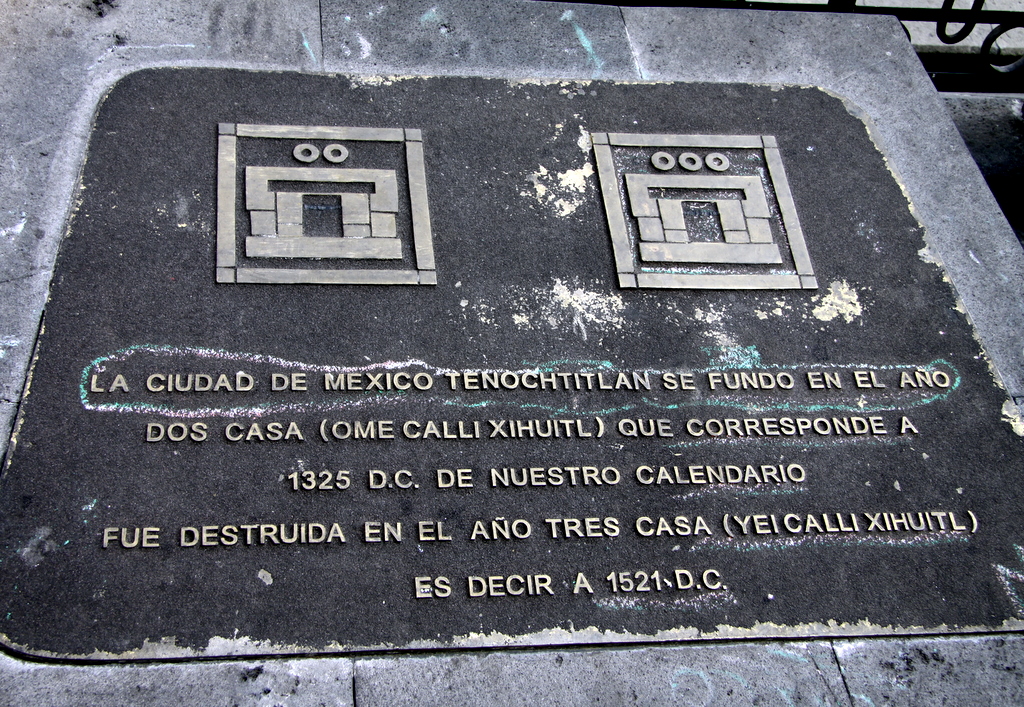 LA CIUDAD DE MEXICO TENOCHTITLAN SE FUNDO EN EL AÑO
DOS CASA (OME CALLI XIHUITL) QUE CORRESPONDE A
1325 D.C. DE NUESTRO CALENDARIO
FUE DESTRUIDA EN EL AÑO TRES CASA (YEI CALLI XIHUITL)
ES DECIR A 1521 D.C.